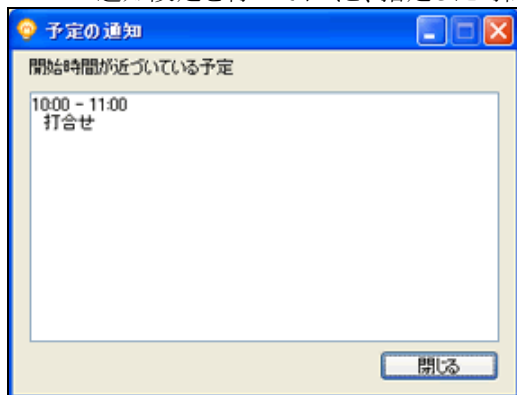 予定の通知
開始時間が近づいている予定
10:00 - 11:00
打合せ
閉じる